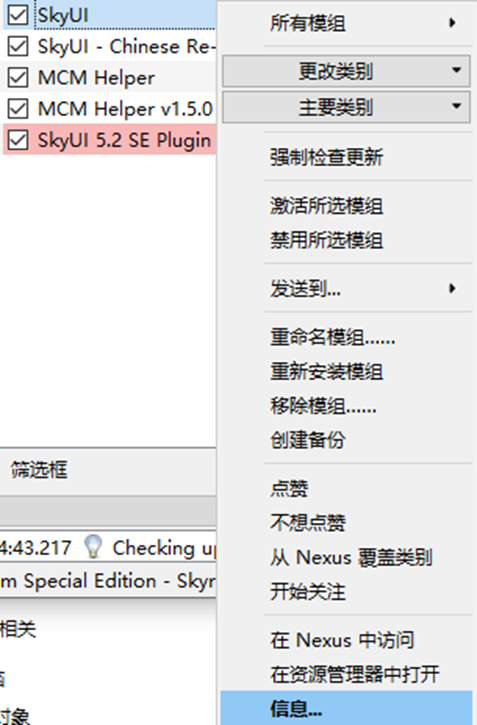 SkyUI
SkyUI - Chinese Re-
MCM Helper
MCM Helper v1.5.0
SkyUI 5.2 SE Plugin
筛选框
4:43.217 Checking up
m Special Edition - Skyr
相关
对象
所有模组
更改类别
主要类别
强制检查更新
激活所选模组
禁用所选模组
发送到...
重命名模组......
重新安装模组
移除模组......
创建备份
点赞
不想点赞
从 Nexus 覆盖类别
开始关注
在 Nexus 中访问
在资源管理器中打开
信息...